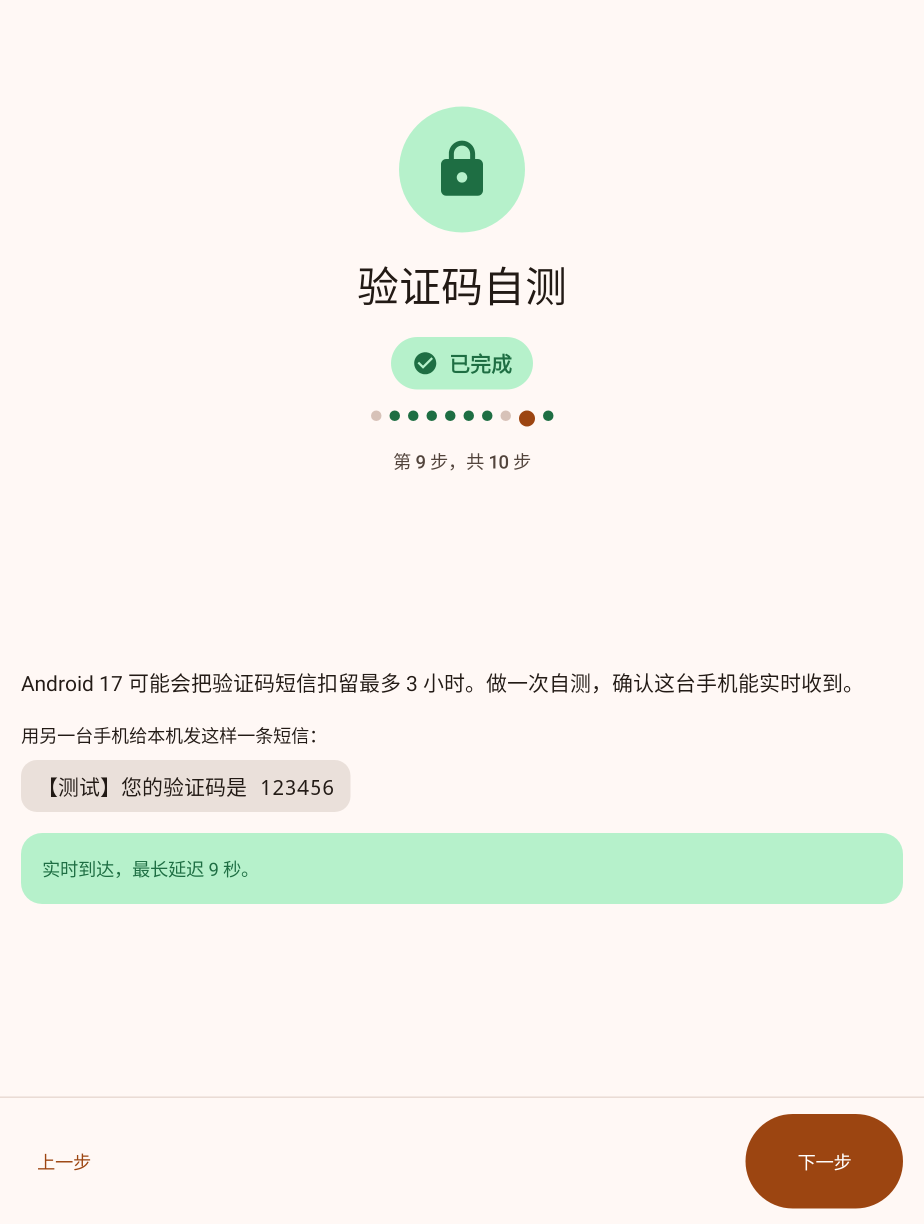 验证码自测
已完成
第 9 步，共 10 步
Android 17 可能会把验证码短信扣留最多 3 小时。做一次自测，确认这台手机能实时收到。
用另一台手机给本机发这样一条短信：
【测试】您的验证码是 123456
实时到达，最长延迟 9 秒。
上一步
下一步